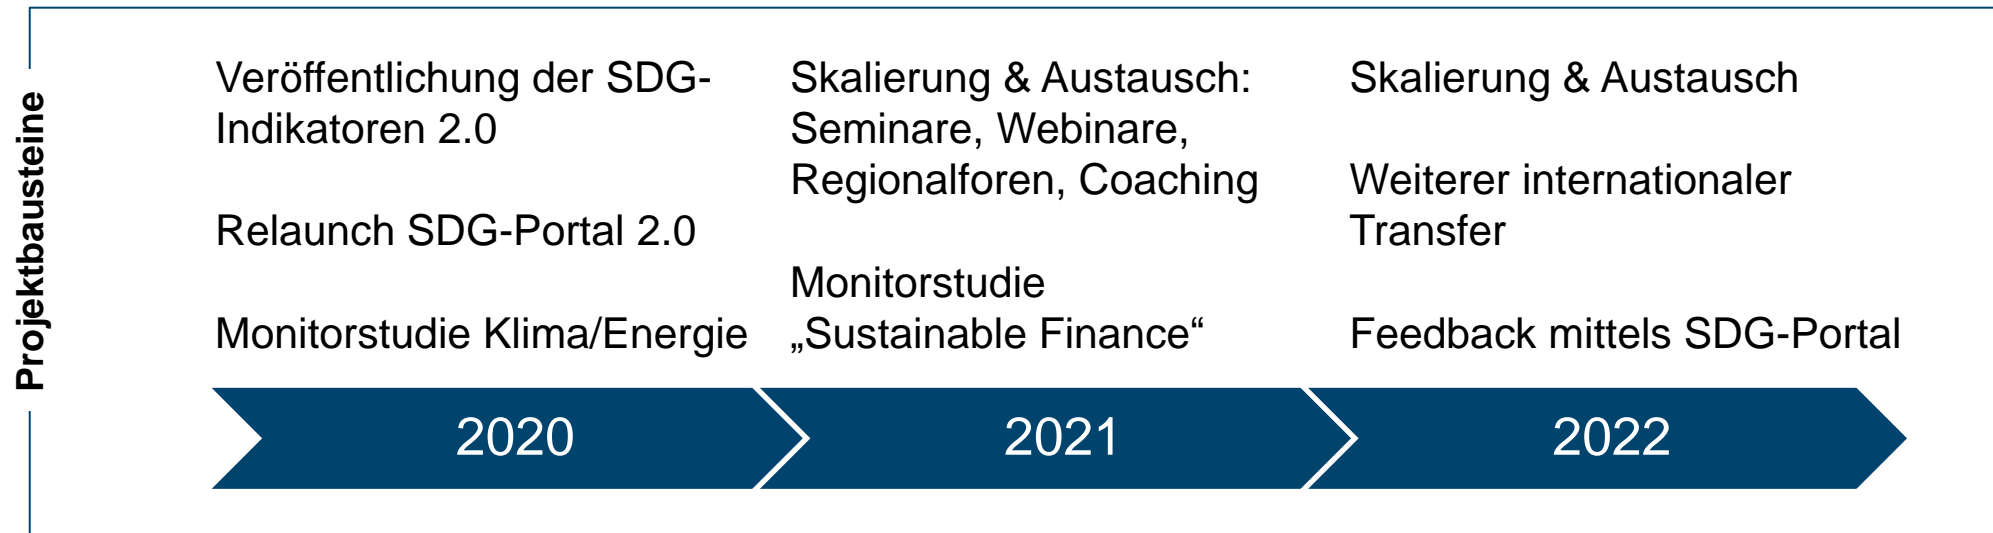 Projektbausteine
Veröffentlichung der SDG-
Indikatoren 2.0
Relaunch SDG-Portal 2.0
Monitorstudie Klima/Energie
Skalierung & Austausch:
Seminare, Webinare,
Regionalforen, Coaching
Monitorstudie
„Sustainable Finance“
Skalierung & Austausch
Weiterer internationaler
Transfer
Feedback mittels SDG-Portal
2020
2021
2022